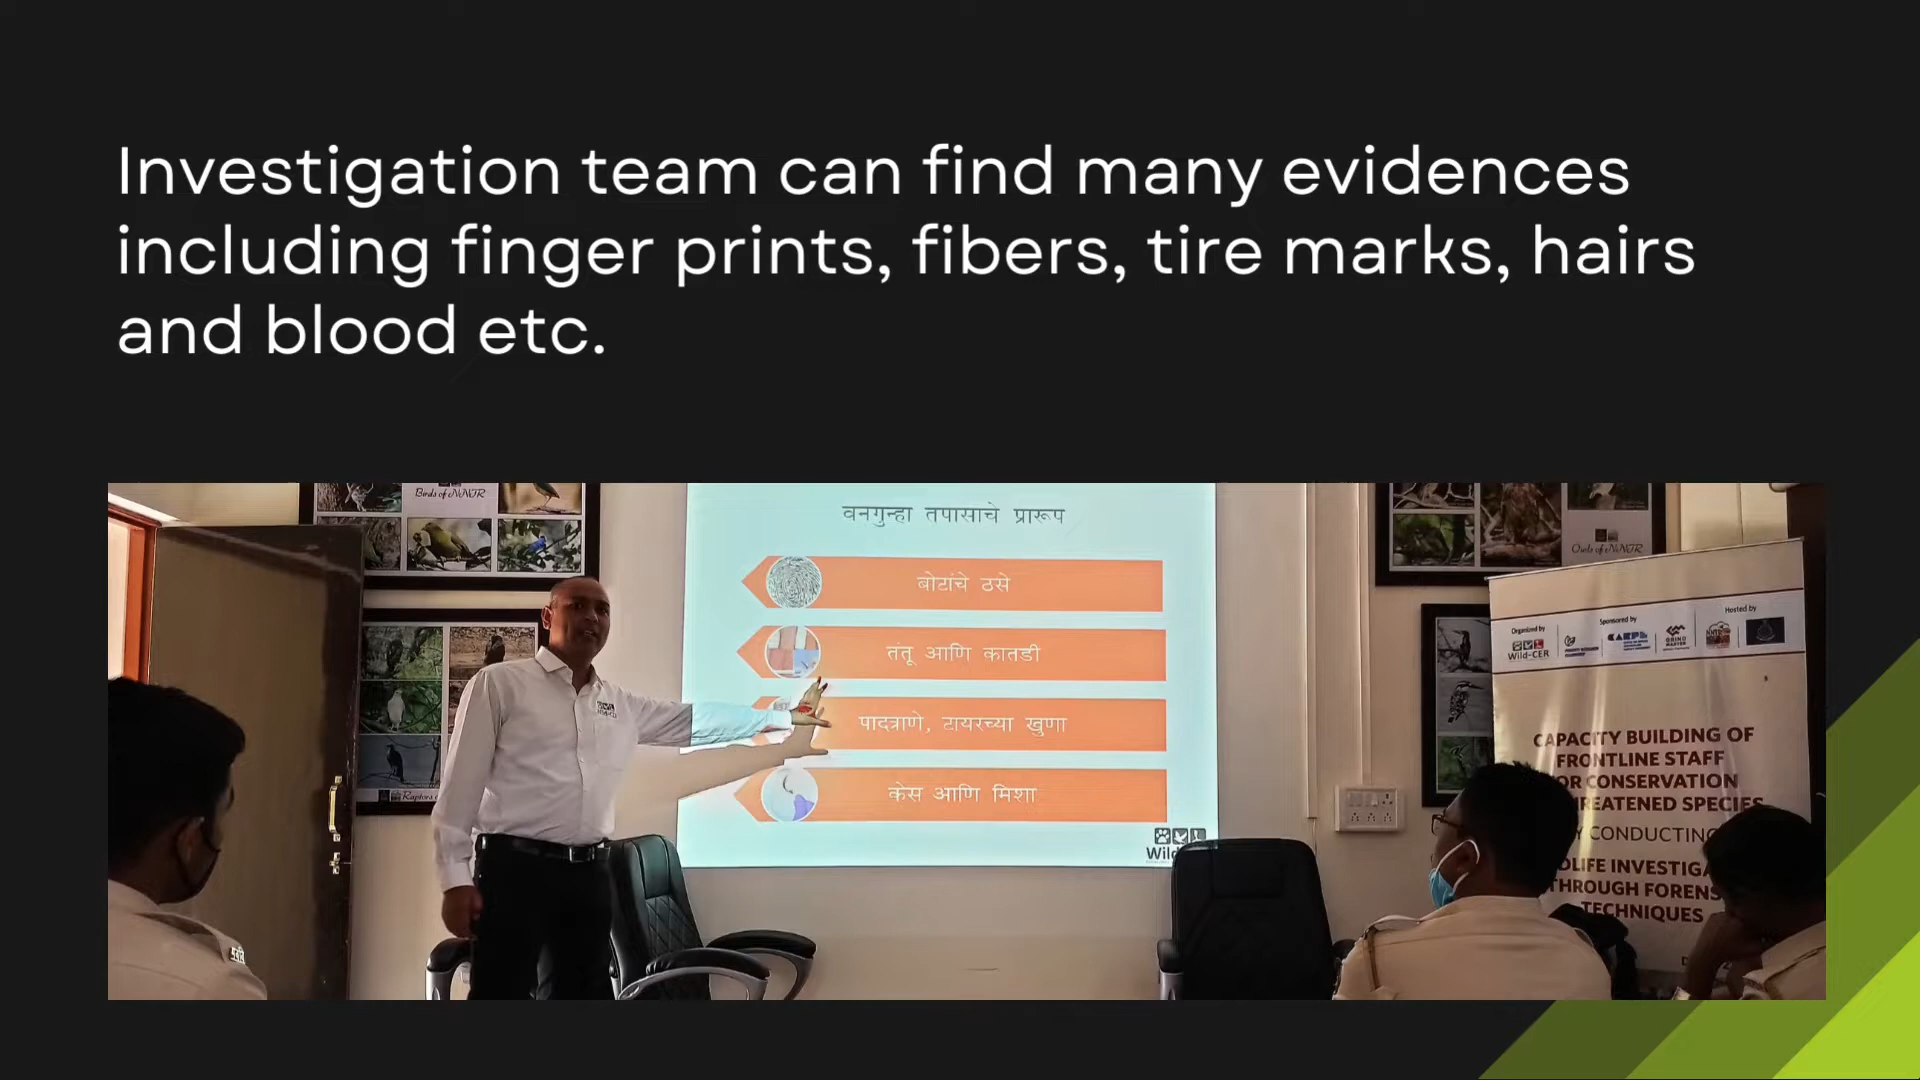 Investigation team can find many evidences
including finger prints, fibers, tire marks, hairs
and blood etc.
Birds of NNTR
वनगुन्हा तपासाचे प्रारूप
बोटांचे ठसे
तंतू आणि कातडी
पादत्राणे, टायरच्या खुणा
केस आणि मिशा
Raptors
Owls of NNTR
Organized by
Sponsored by
Hosted by
Wild-CER
CAPACITY BUILDING OF
FRONTLINE STAFF
CONSERVATION
SPECIES
CONDUCTING
THROUGH
TECHNIQUES